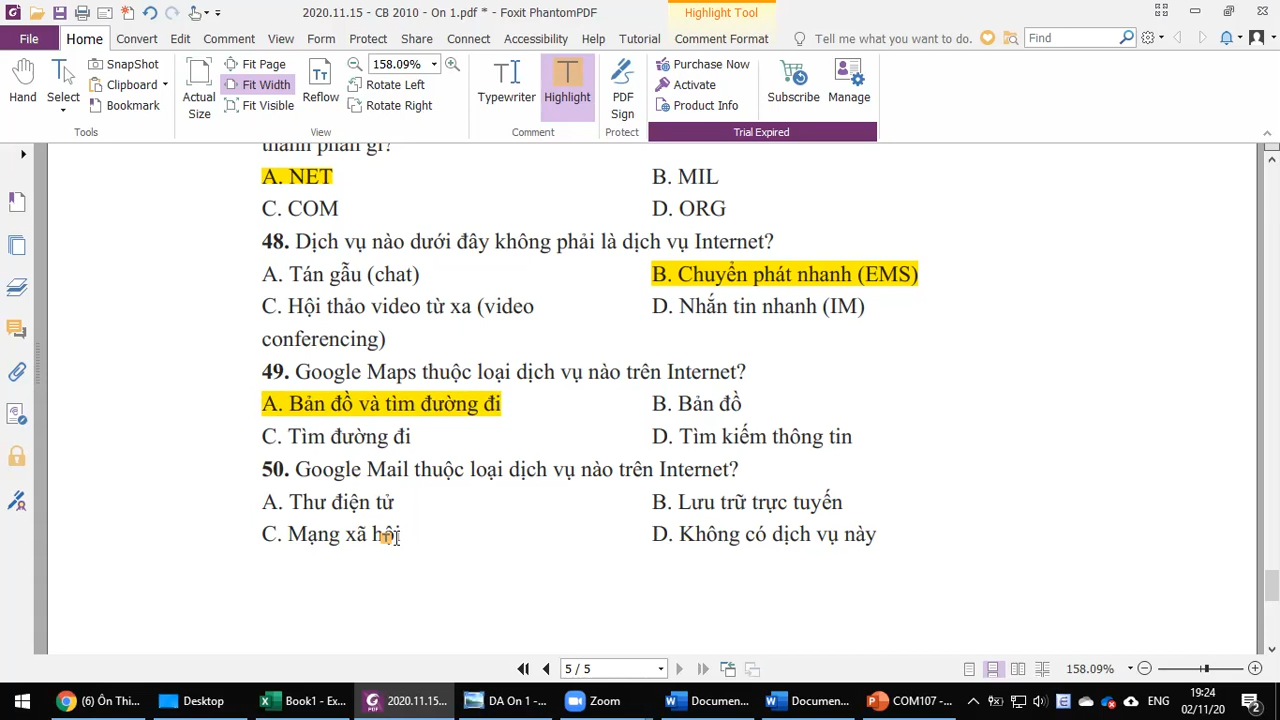 2020.11.15 - CB 2010 - On 1.pdf * - Foxit PhantomPDF
Highlight Tool
File Home Convert Edit Comment View Form Protect Share Connect Accessibility Help Tutorial Comment Format Tell me what you want to do. Find
Hand
Select
SnapShot
Clipboard
Bookmark
Tools
Actual Size
Fit Page
Fit Width
Fit Visible
Reflow
158.09%
Rotate Left
Rotate Right
View
Typewriter
Highlight
Comment
PDF Sign
Protect
Purchase Now
Activate
Product Info
Trial Expired
Subscribe
Manage
thành phần gì?
A. NET B. MIL
C. COM D. ORG
48. Dịch vụ nào dưới đây không phải là dịch vụ Internet?
A. Tán gẫu (chat) B. Chuyển phát nhanh (EMS)
C. Hội thảo video từ xa (video D. Nhắn tin nhanh (IM)
conferencing)
49. Google Maps thuộc loại dịch vụ nào trên Internet?
A. Bản đồ và tìm đường đi B. Bản đồ
C. Tìm đường đi D. Tìm kiếm thông tin
50. Google Mail thuộc loại dịch vụ nào trên Internet?
A. Thư điện tử B. Lưu trữ trực tuyến
C. Mạng xã hội D. Không có dịch vụ này
5 / 5 158.09%
(6) Ôn Thi... Desktop Book1 - Ex... 2020.11.15... DA On 1 -... Zoom Documen... Documen... COM107 -... ENG 19:24
02/11/20 2